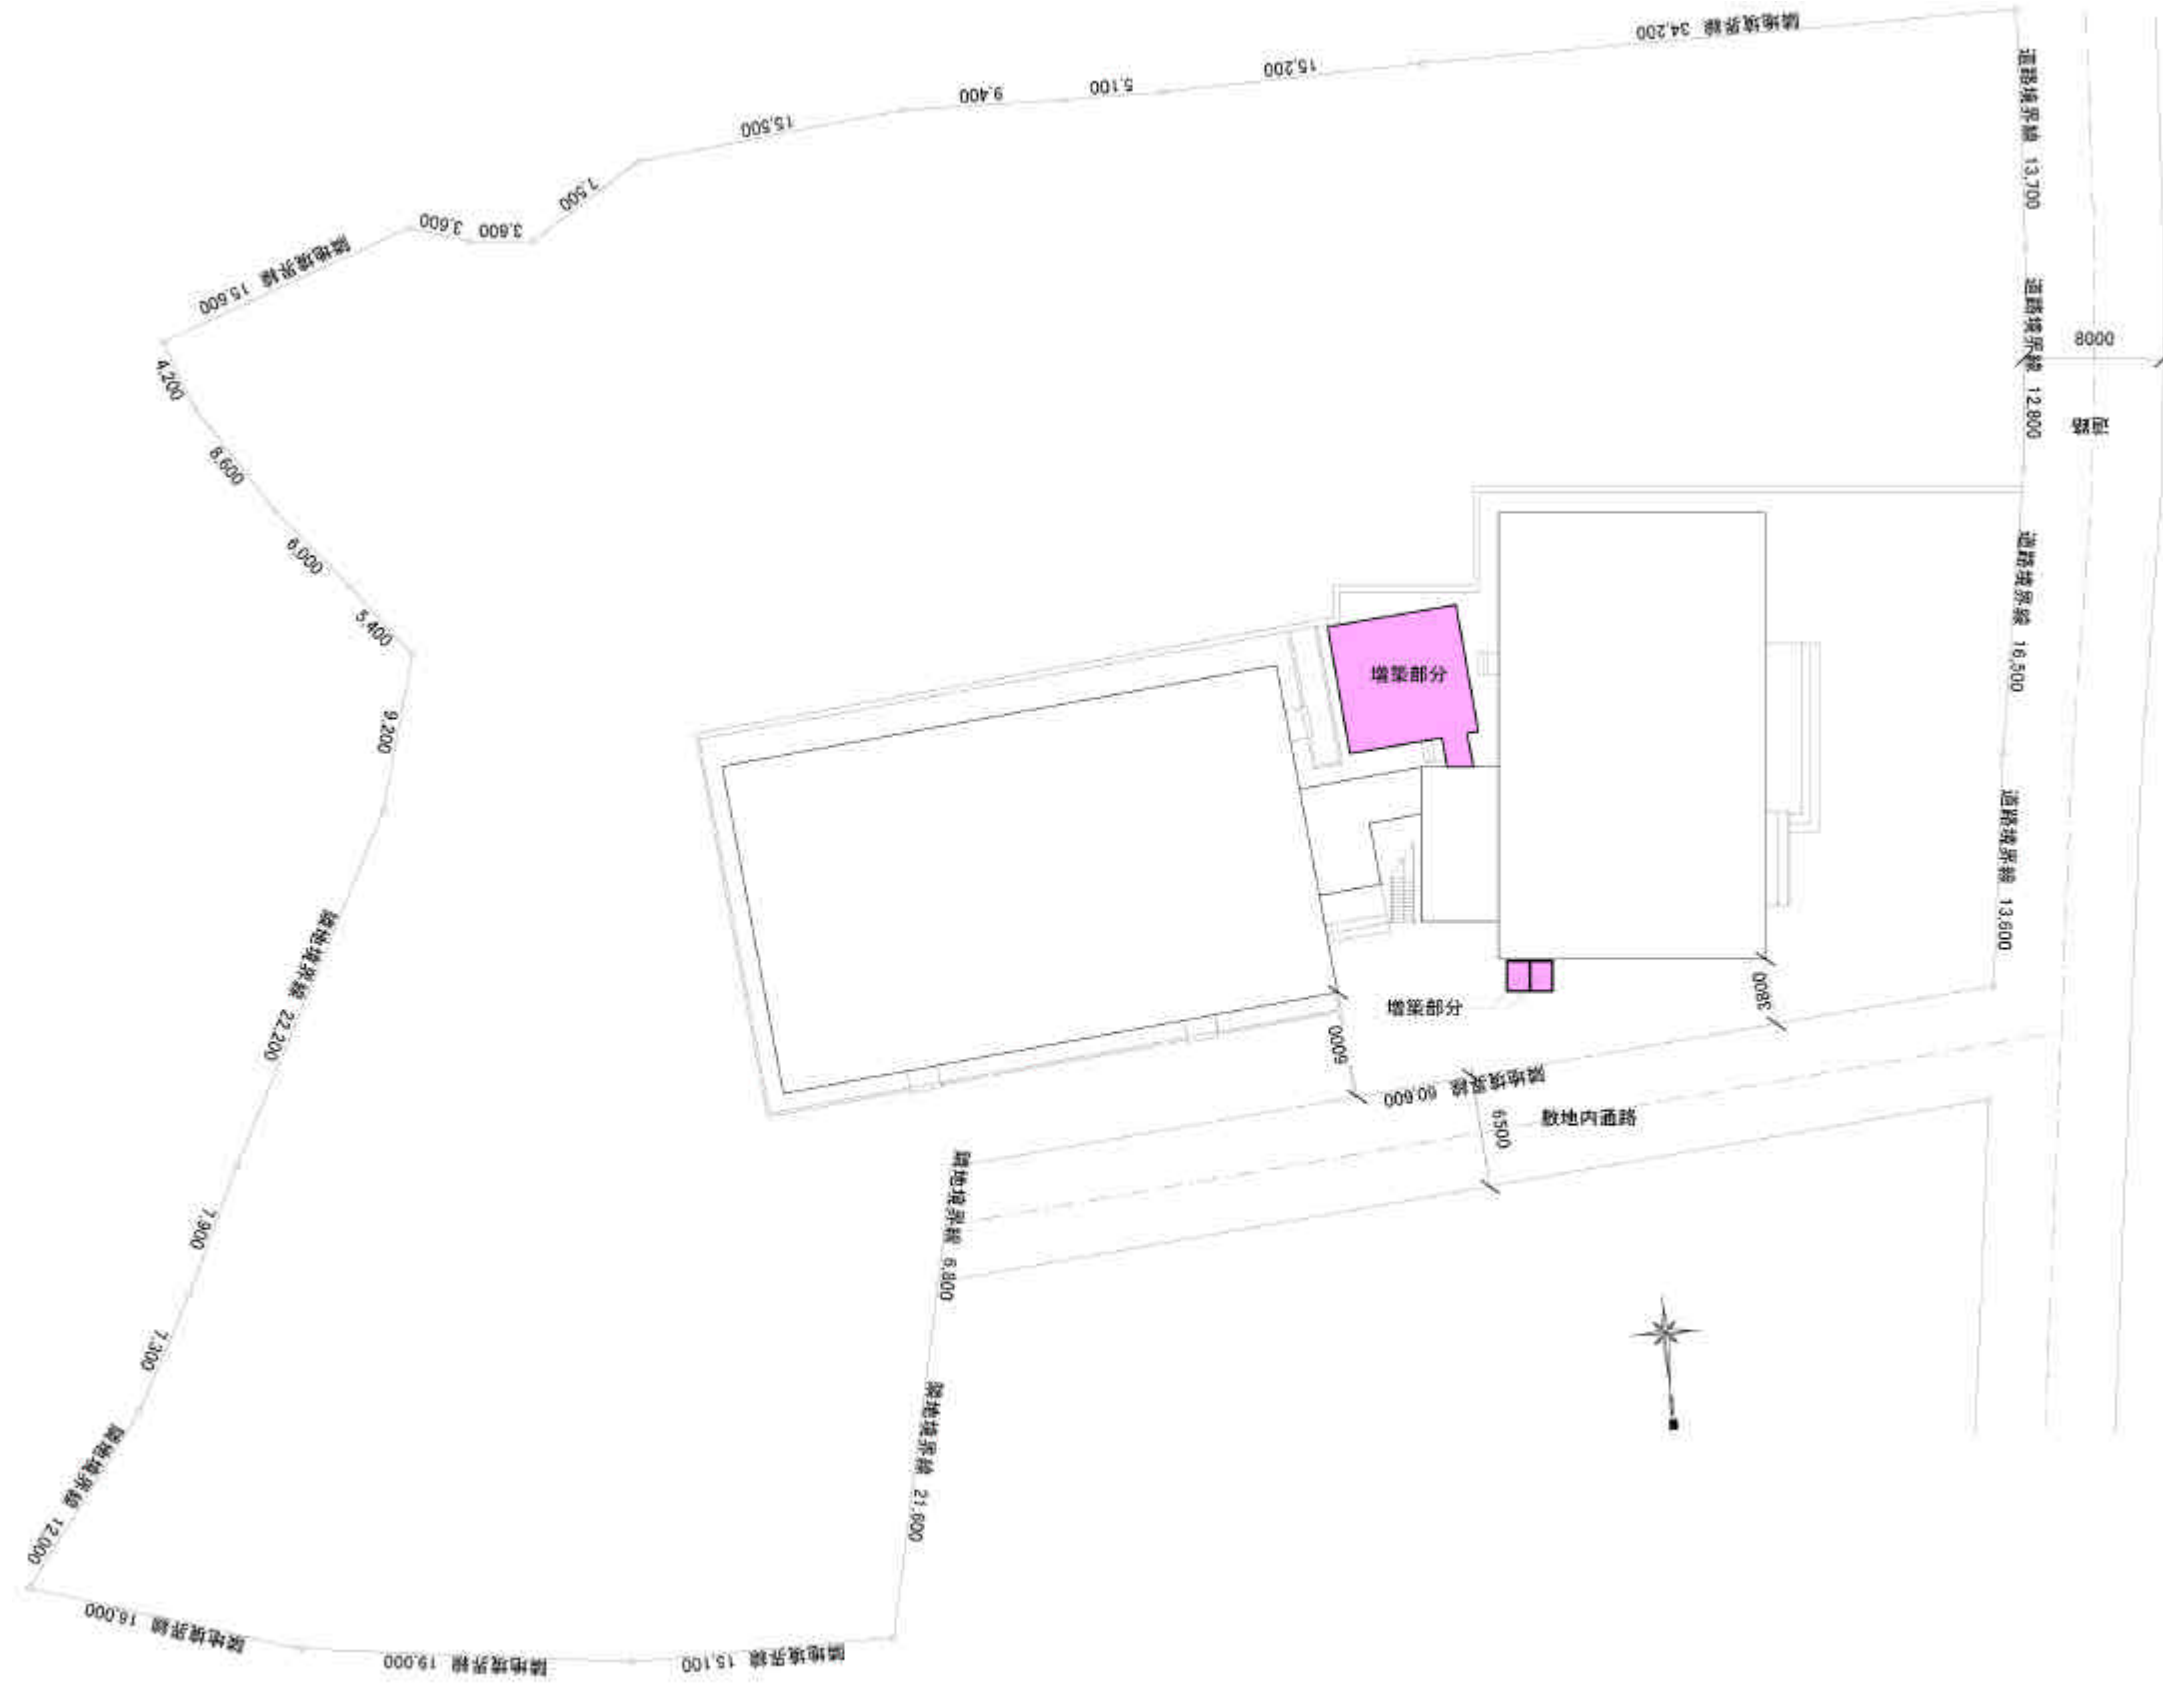 隣地境界線 34,200
15,200
5,100
9,400
15,500
7,500
3,600
3,600
隣地境界線 15,600
4,200
8,600
6,000
5,400
9,200
隣地境界線 22,200
7,900
7,300
隣地境界線 12,000
隣地境界線 16,000
隣地境界線 19,000
隣地境界線 15,100
隣地境界線 21,600
隣地境界線 6,800
隣地境界線 60,600
道路境界線 13,700
道路境界線 12,800
道路境界線 16,500
道路境界線 13,600
8000
道路
増築部分
増築部分
3800
6000
6500
敷地内通路